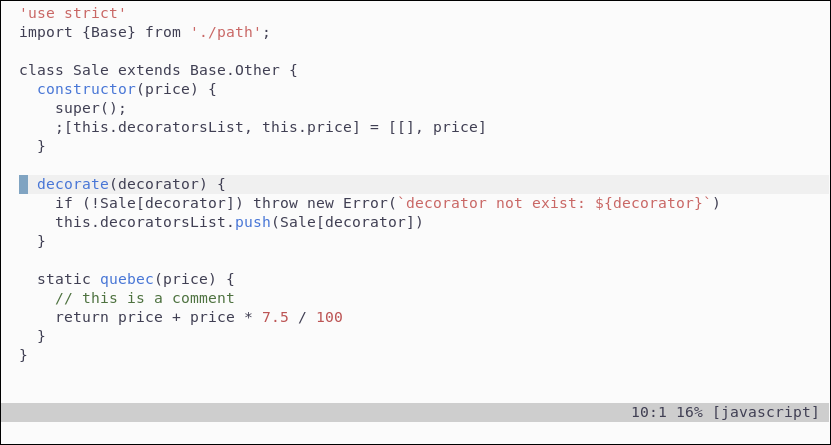 'use strict'
import {Base} from './path';
class Sale extends Base.Other {
  constructor(price) {
    super();
    ;[this.decoratorsList, this.price] = [[], price]
  }
  decorate(decorator) {
    if (!Sale[decorator]) throw new Error(`decorator not exist: ${decorator}`)
    this.decoratorsList.push(Sale[decorator])
  }
  static quebec(price) {
    // this is a comment
    return price + price * 7.5 / 100
  }
}
10:1 16% [javascript]